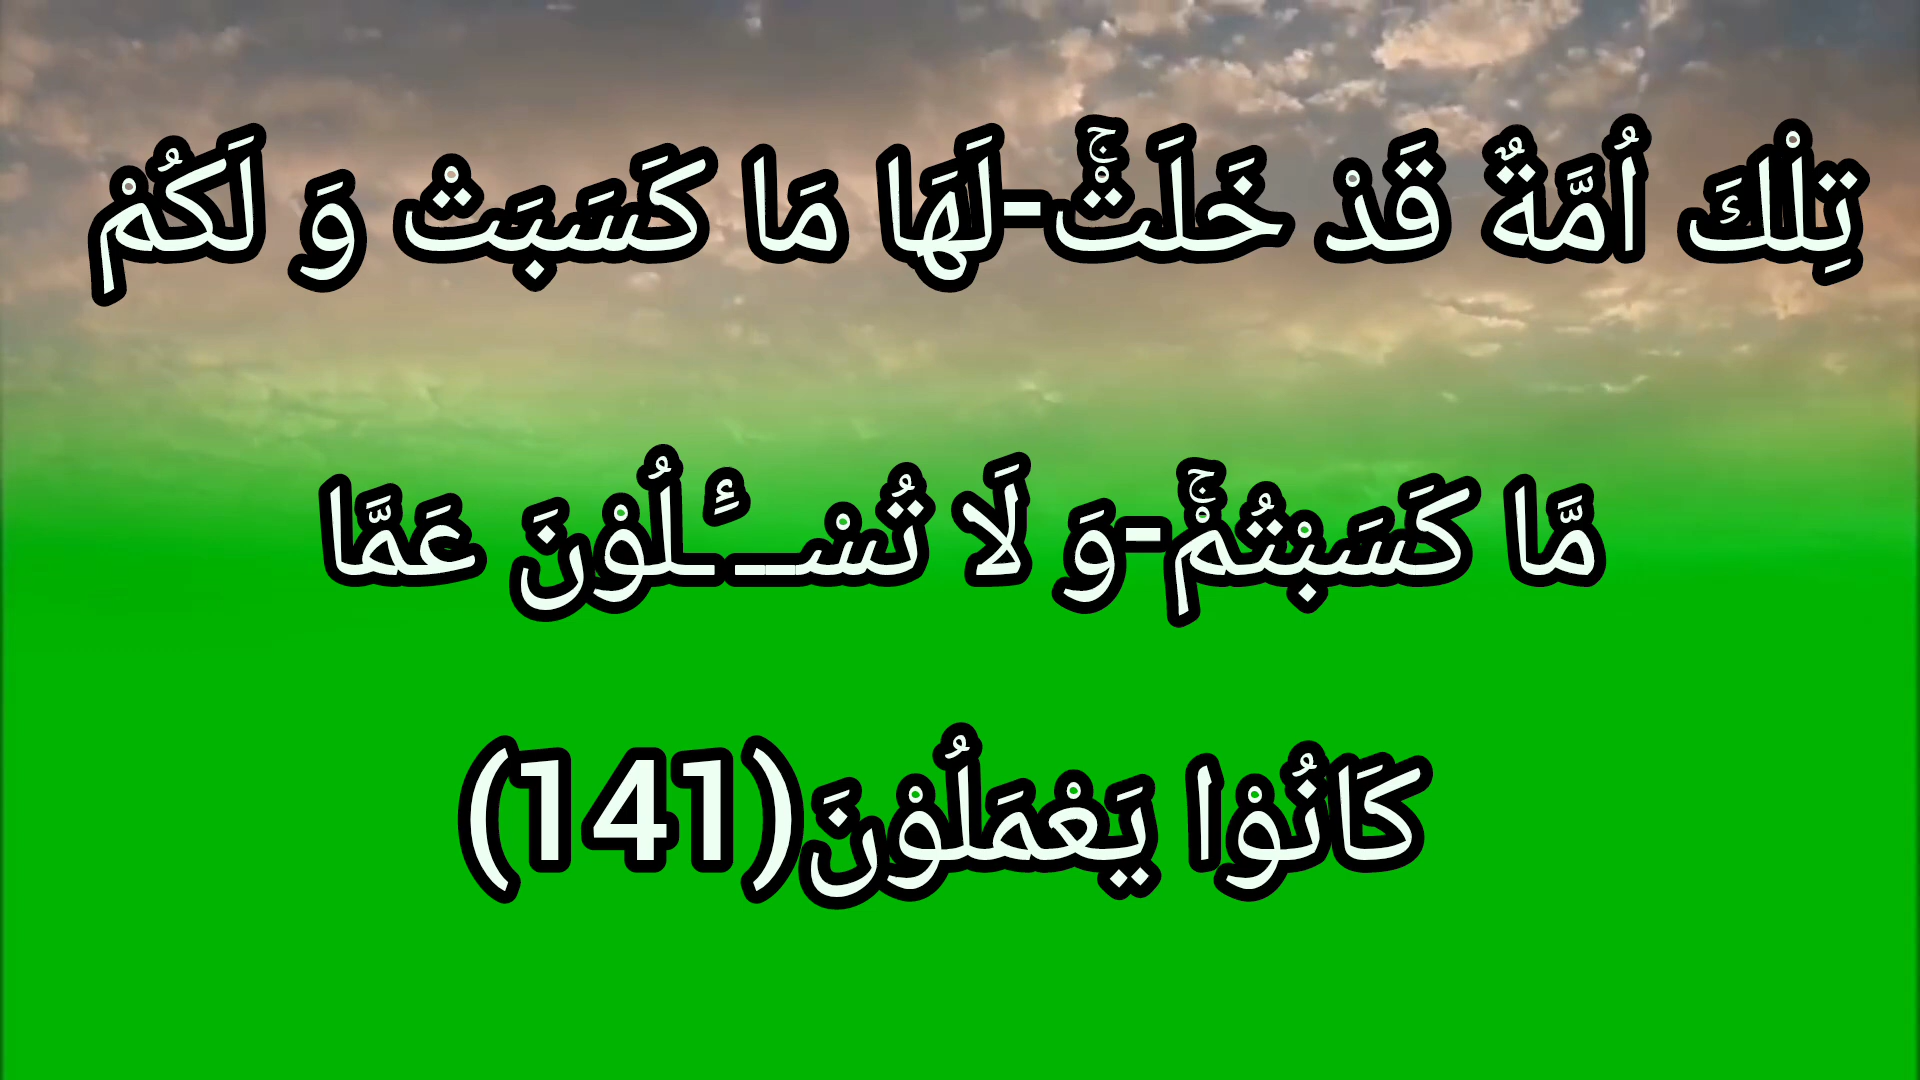 تِلْكَ اُمَّةٌ قَدْ خَلَتْۚ-لَهَا مَا كَسَبَتْ وَ لَكُمْ
مَّا كَسَبْتُمْۚ-وَ لَا تُسْــٴَـلُوْنَ عَمَّا
كَانُوْا یَعْمَلُوْنَ(141)